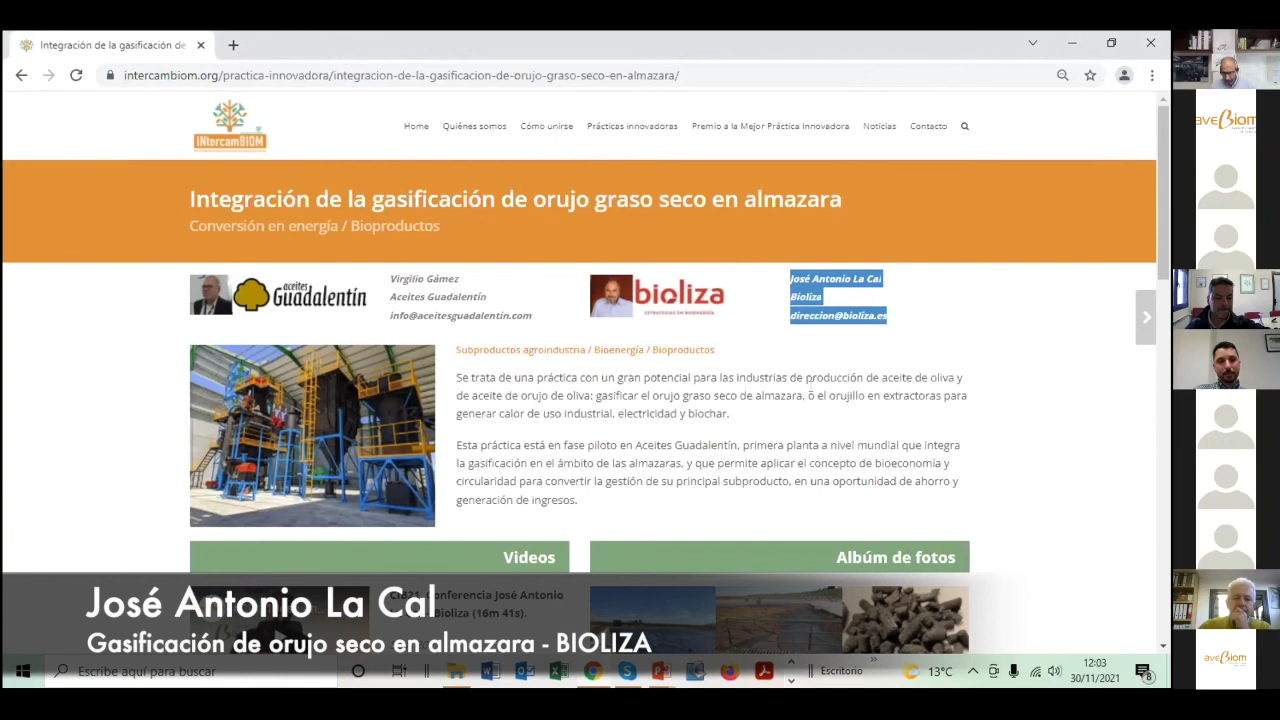 Integración de la gasificación de
intercambiom.org/practica-innovadora/integracion-de-la-gasificacion-de-orujo-graso-seco-en-almazara/
INtercamBIOM
Home Quiénes somos Cómo unirse Prácticas innovadoras Premio a la Mejor Práctica Innovadora Noticias Contacto
Integración de la gasificación de orujo graso seco en almazara
Conversión en energía / Bioproductos
aceites
Guadalentín
Virgilio Gámez
Aceites Guadalentín
info@aceitesguadalentin.com
bioliza
ESTRATEGIAS EN BIOENERGÍA
José Antonio La Cal
Bioliza
direccion@bioliza.es
Subproductos agroindustria / Bioenergía / Bioproductos
Se trata de una práctica con un gran potencial para las industrias de producción de aceite de oliva y
de aceite de orujo de oliva: gasificar el orujo graso seco de almazara, ó el orujillo en extractoras para
generar calor de uso industrial, electricidad y biochar.
Esta práctica está en fase piloto en Aceites Guadalentín, primera planta a nivel mundial que integra
la gasificación en el ámbito de las almazaras, y que permite aplicar el concepto de bioeconomía y
circularidad para convertir la gestión de su principal subproducto, en una oportunidad de ahorro y
generación de ingresos.
Videos
Albúm de fotos
Conferencia José Antonio
Bioliza (16m 41s).
José Antonio La Cal
Gasificación de orujo seco en almazara - BIOLIZA
Escribe aquí para buscar
Escritorio
13°C
12:03
30/11/2021
8
aveBiom
aveBiom